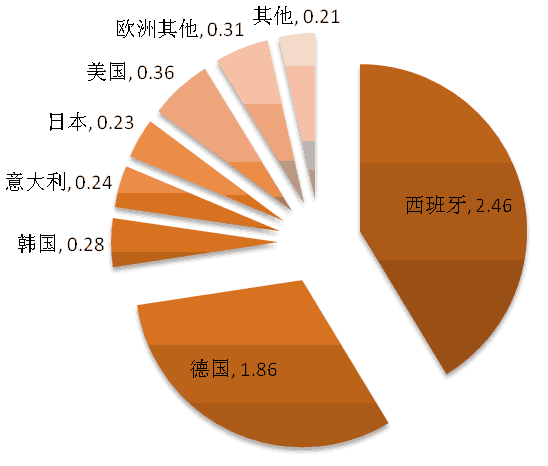 其他, 0.21
欧洲其他, 0.31
美国, 0.36
日本, 0.23
意大利, 0.24
西班牙, 2.46
韩国, 0.28
德国, 1.86